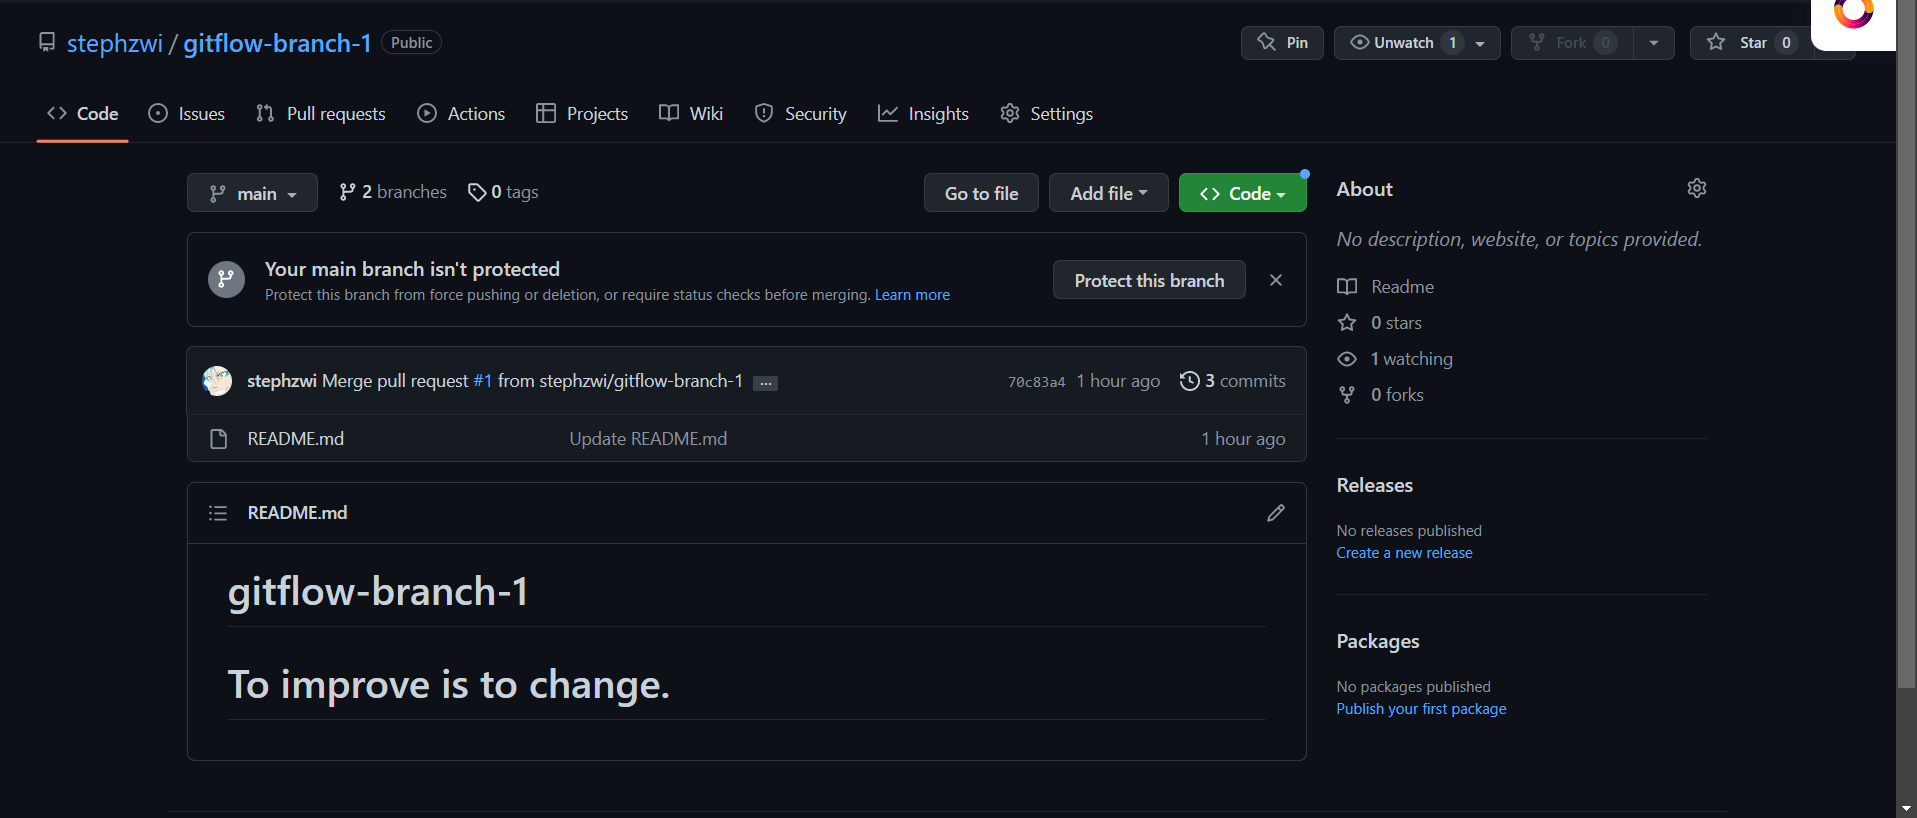 stephzwi / gitflow-branch-1 Public
Pin
Unwatch 1
Fork 0
Star 0
Code Issues Pull requests Actions Projects Wiki Security Insights Settings
main 2 branches 0 tags
Go to file
Add file
Code
Your main branch isn't protected
Protect this branch from force pushing or deletion, or require status checks before merging. Learn more
Protect this branch
stephzwi Merge pull request #1 from stephzwi/gitflow-branch-1 ... 70c83a4 1 hour ago 3 commits
README.md Update README.md 1 hour ago
README.md
gitflow-branch-1
To improve is to change.
About
No description, website, or topics provided.
Readme
0 stars
1 watching
0 forks
Releases
No releases published
Create a new release
Packages
No packages published
Publish your first package